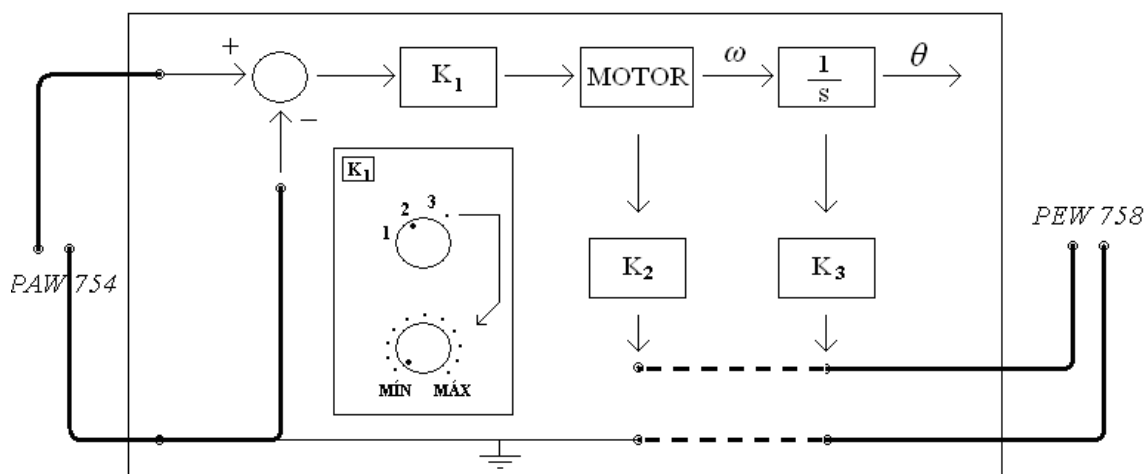 +
−
K1
MOTOR
ω
1
s
θ
K1
1 2 3
MÍN MÁX
K2
K3
PAW 754
PEW 758